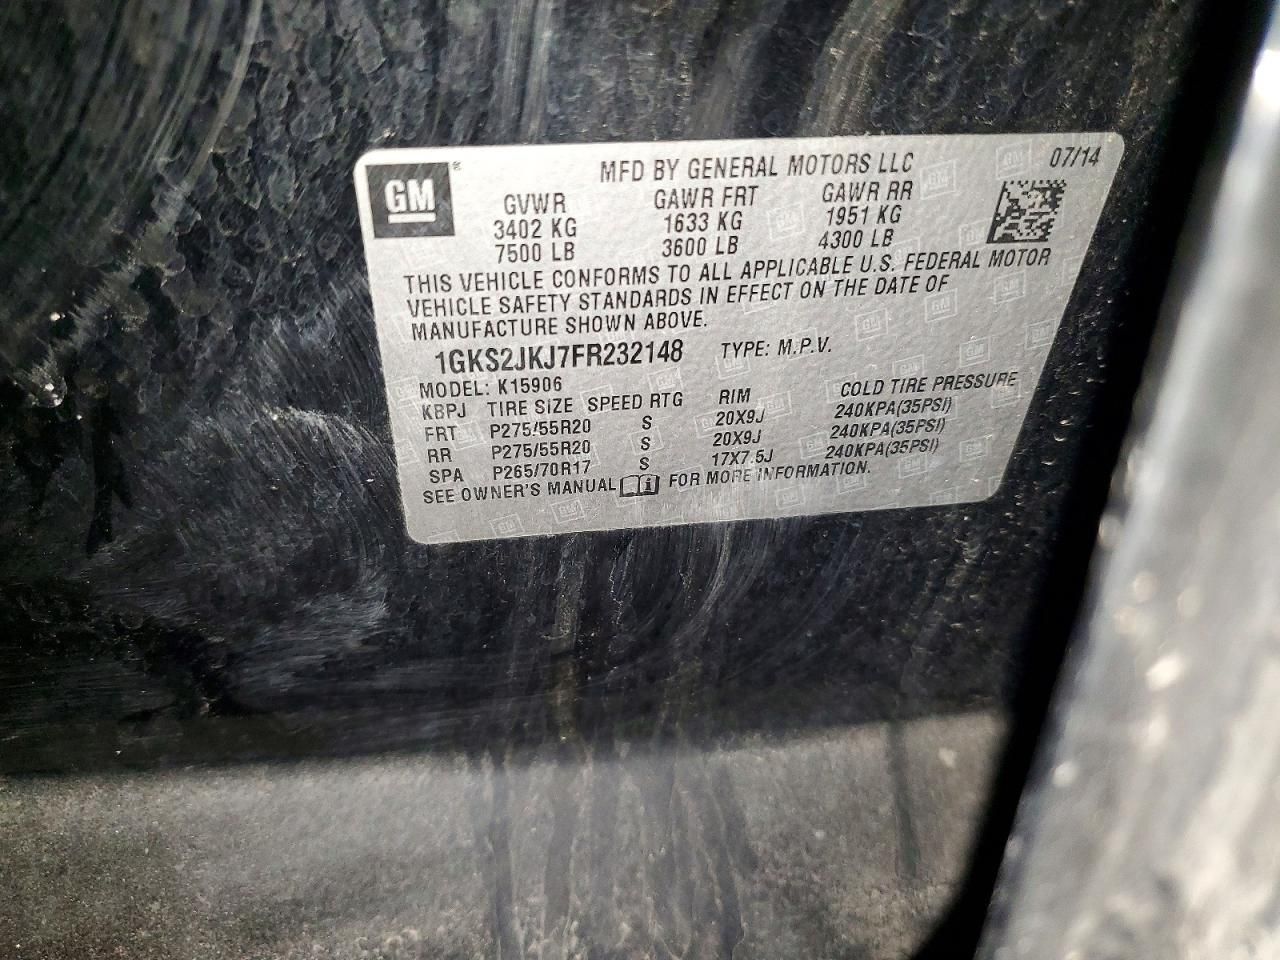 GM
MFD BY GENERAL MOTORS LLC 07/14
GVWR GAWR FRT GAWR RR
3402 KG 1633 KG 1951 KG
7500 LB 3600 LB 4300 LB
THIS VEHICLE CONFORMS TO ALL APPLICABLE U.S. FEDERAL MOTOR
VEHICLE SAFETY STANDARDS IN EFFECT ON THE DATE OF
MANUFACTURE SHOWN ABOVE.
1GKS2JKJ7FR232148 TYPE: M.P.V.
MODEL: K15906
KBPJ TIRE SIZE SPEED RTG RIM COLD TIRE PRESSURE
FRT P275/55R20 S 20X9J 240KPA(35PSI)
RR P275/55R20 S 20X9J 240KPA(35PSI)
SPA P265/70R17 S 17X7.5J 240KPA(35PSI)
SEE OWNER'S MANUAL FOR MORE INFORMATION.